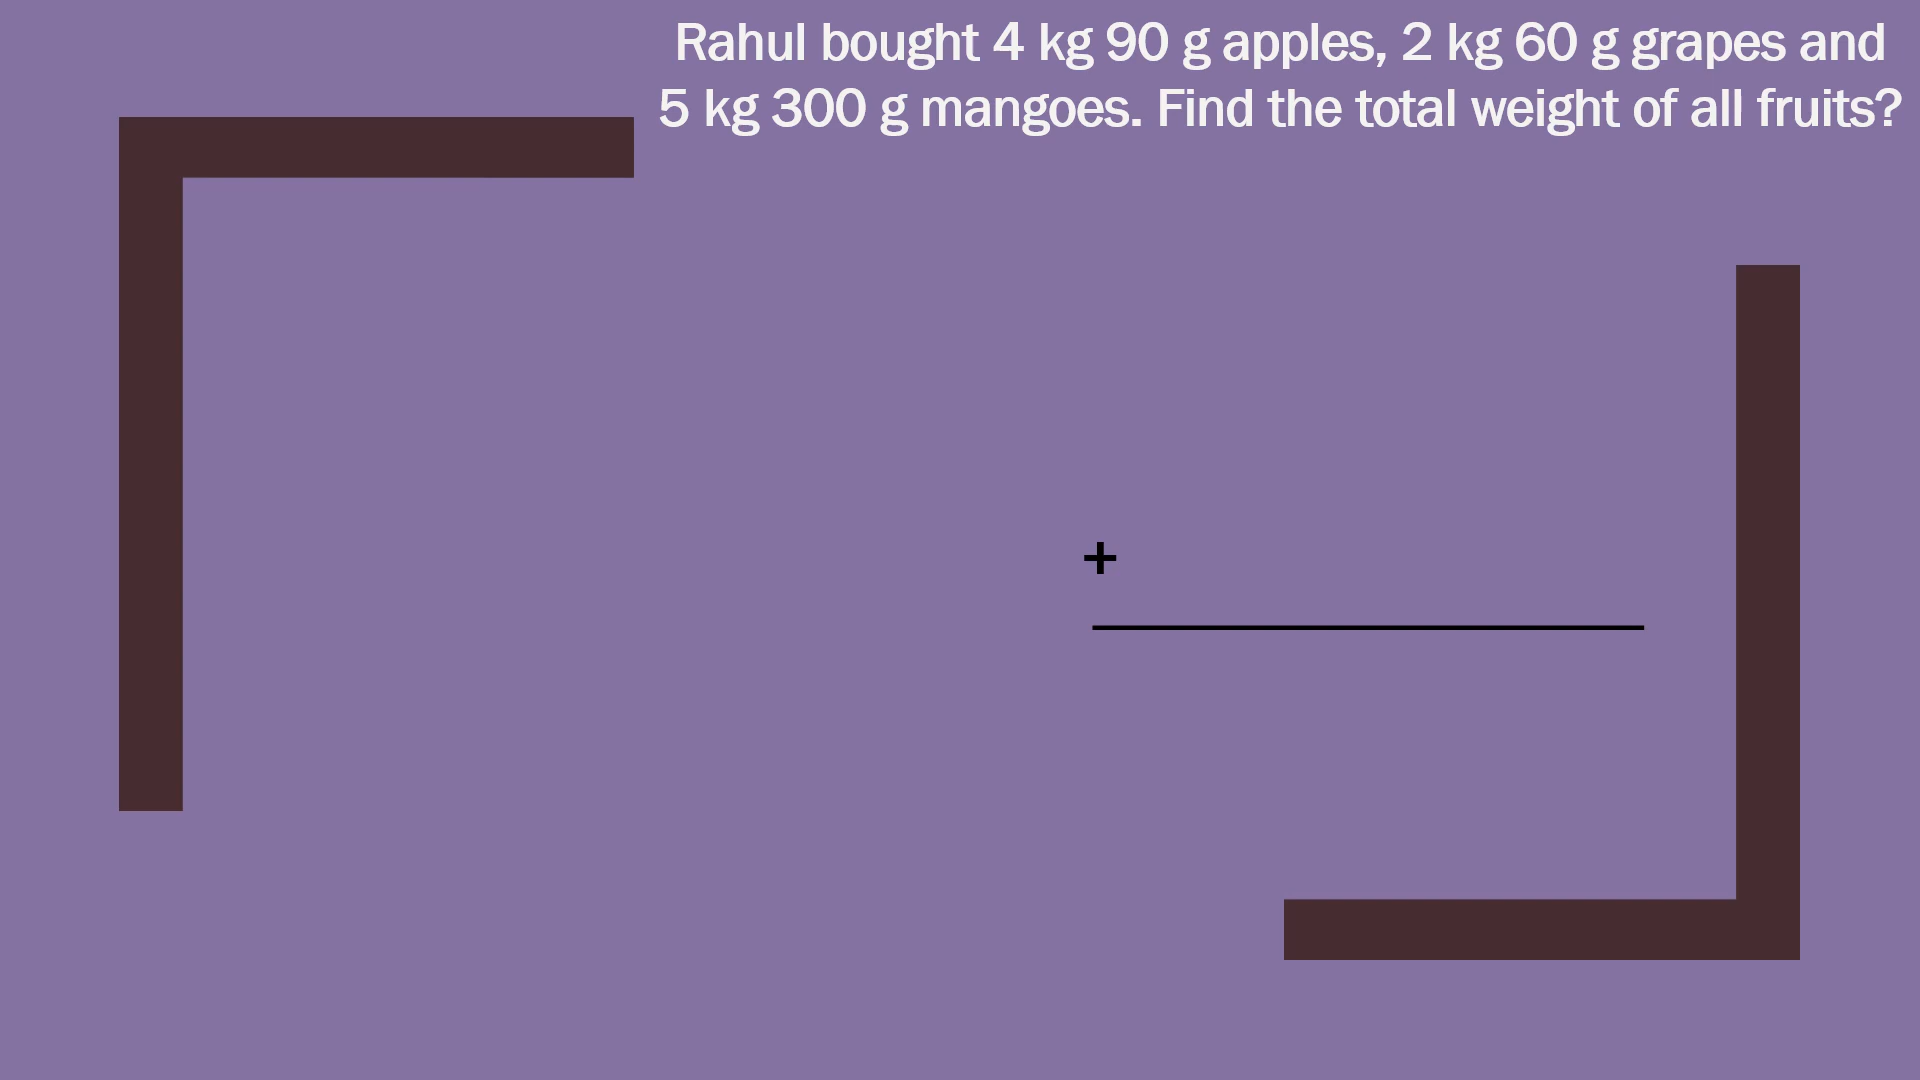 Rahul bought 4 kg 90 g apples, 2 kg 60 g grapes and
5 kg 300 g mangoes. Find the total weight of all fruits?
+